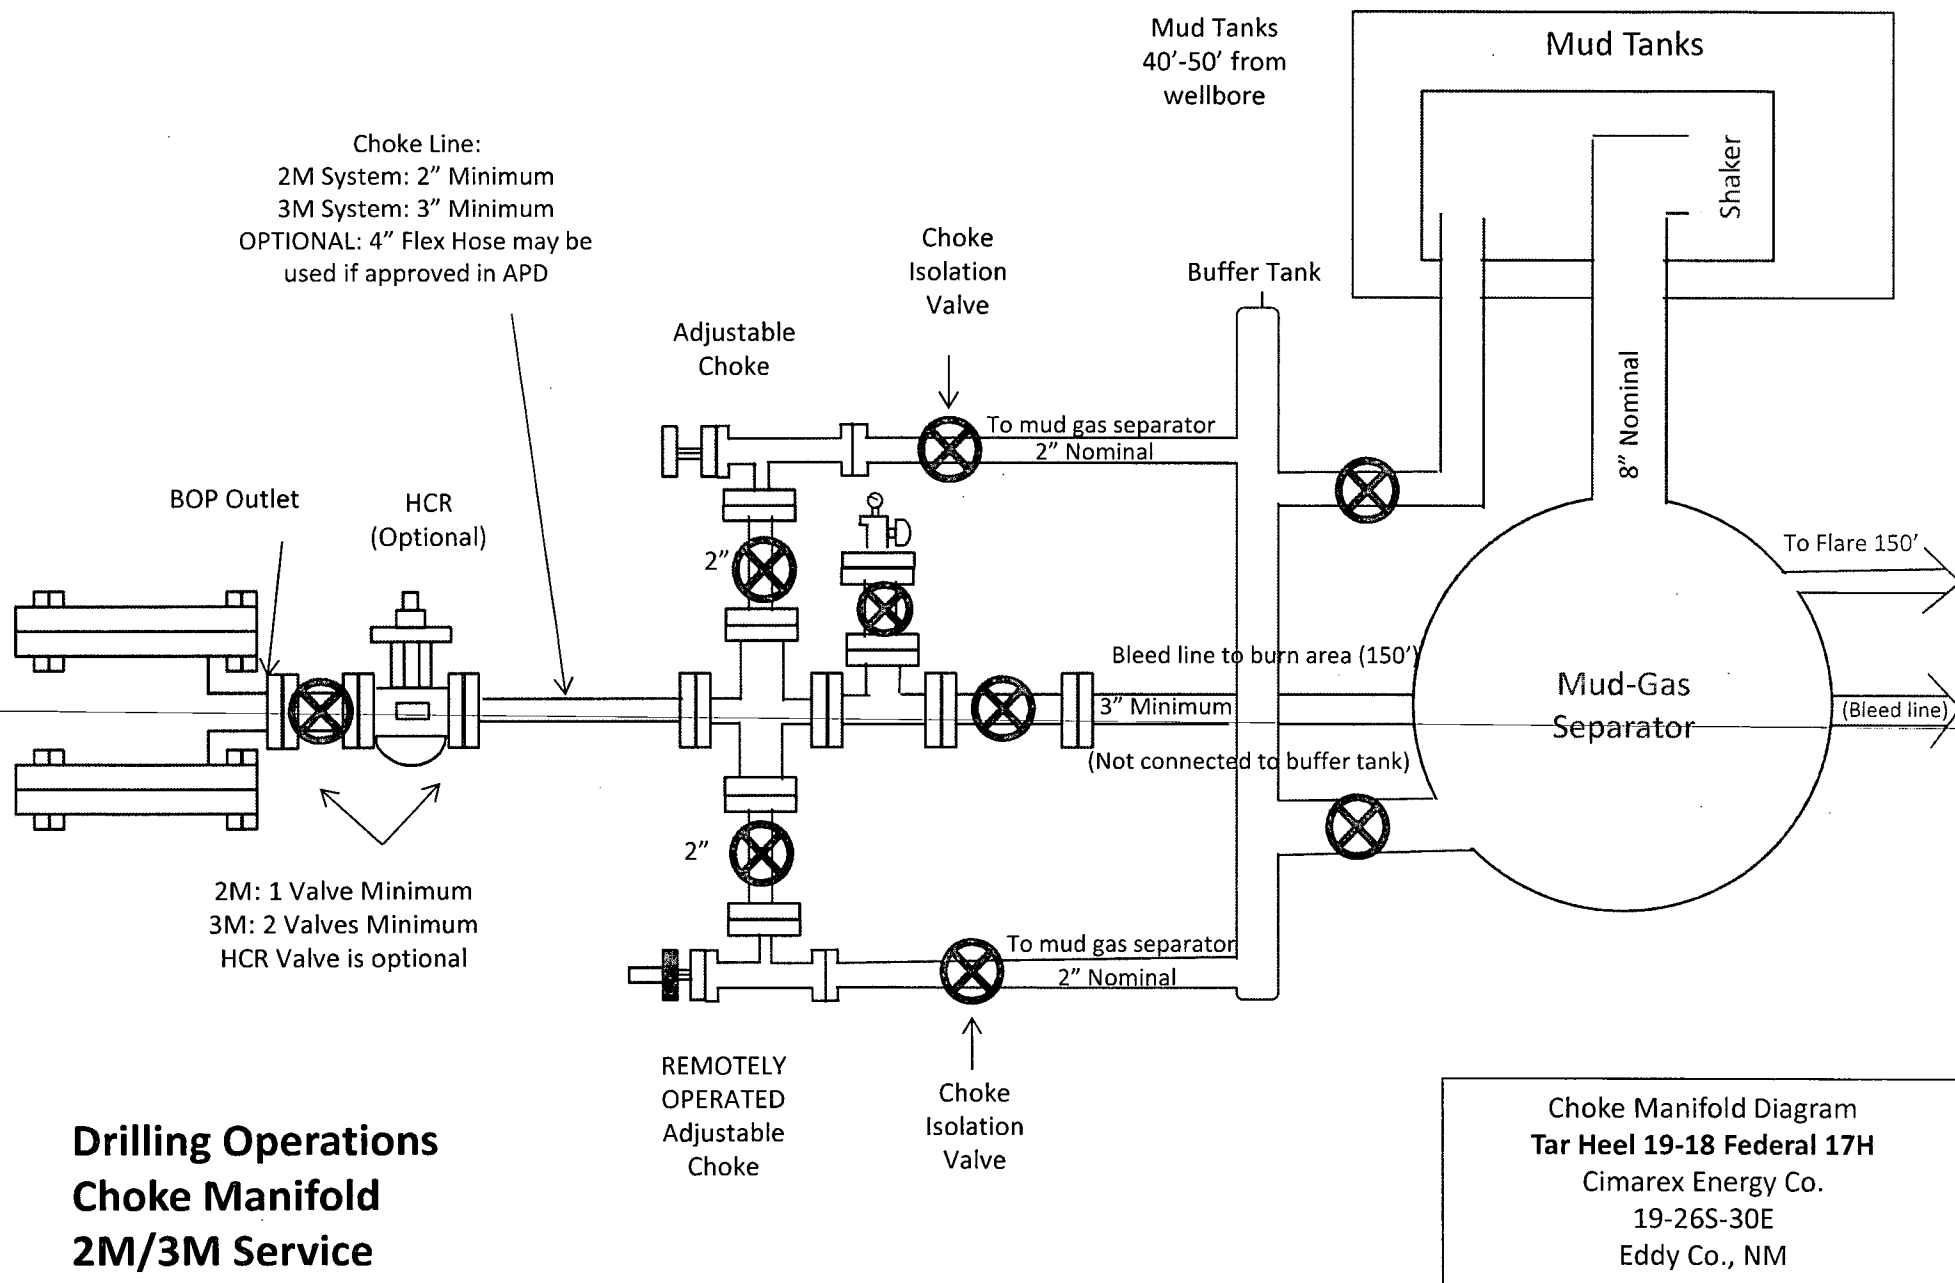 Mud Tanks
40’-50’ from
wellbore
Mud Tanks
Shaker
Choke Line:
2M System: 2” Minimum
3M System: 3” Minimum
OPTIONAL: 4” Flex Hose may be
used if approved in APD
Choke
Isolation
Valve
Buffer Tank
Adjustable
Choke
8” Nominal
To mud gas separator
2” Nominal
BOP Outlet
HCR
(Optional)
2”
To Flare 150’
Bleed line to burn area (150’)
3” Minimum
(Not connected to buffer tank)
Mud-Gas
Separator
(Bleed line)
2”
2M: 1 Valve Minimum
3M: 2 Valves Minimum
HCR Valve is optional
To mud gas separator
2” Nominal
REMOTELY
OPERATED
Adjustable
Choke
Choke
Isolation
Valve
Drilling Operations
Choke Manifold
2M/3M Service
Choke Manifold Diagram
Tar Heel 19-18 Federal 17H
Cimarex Energy Co.
19-26S-30E
Eddy Co., NM